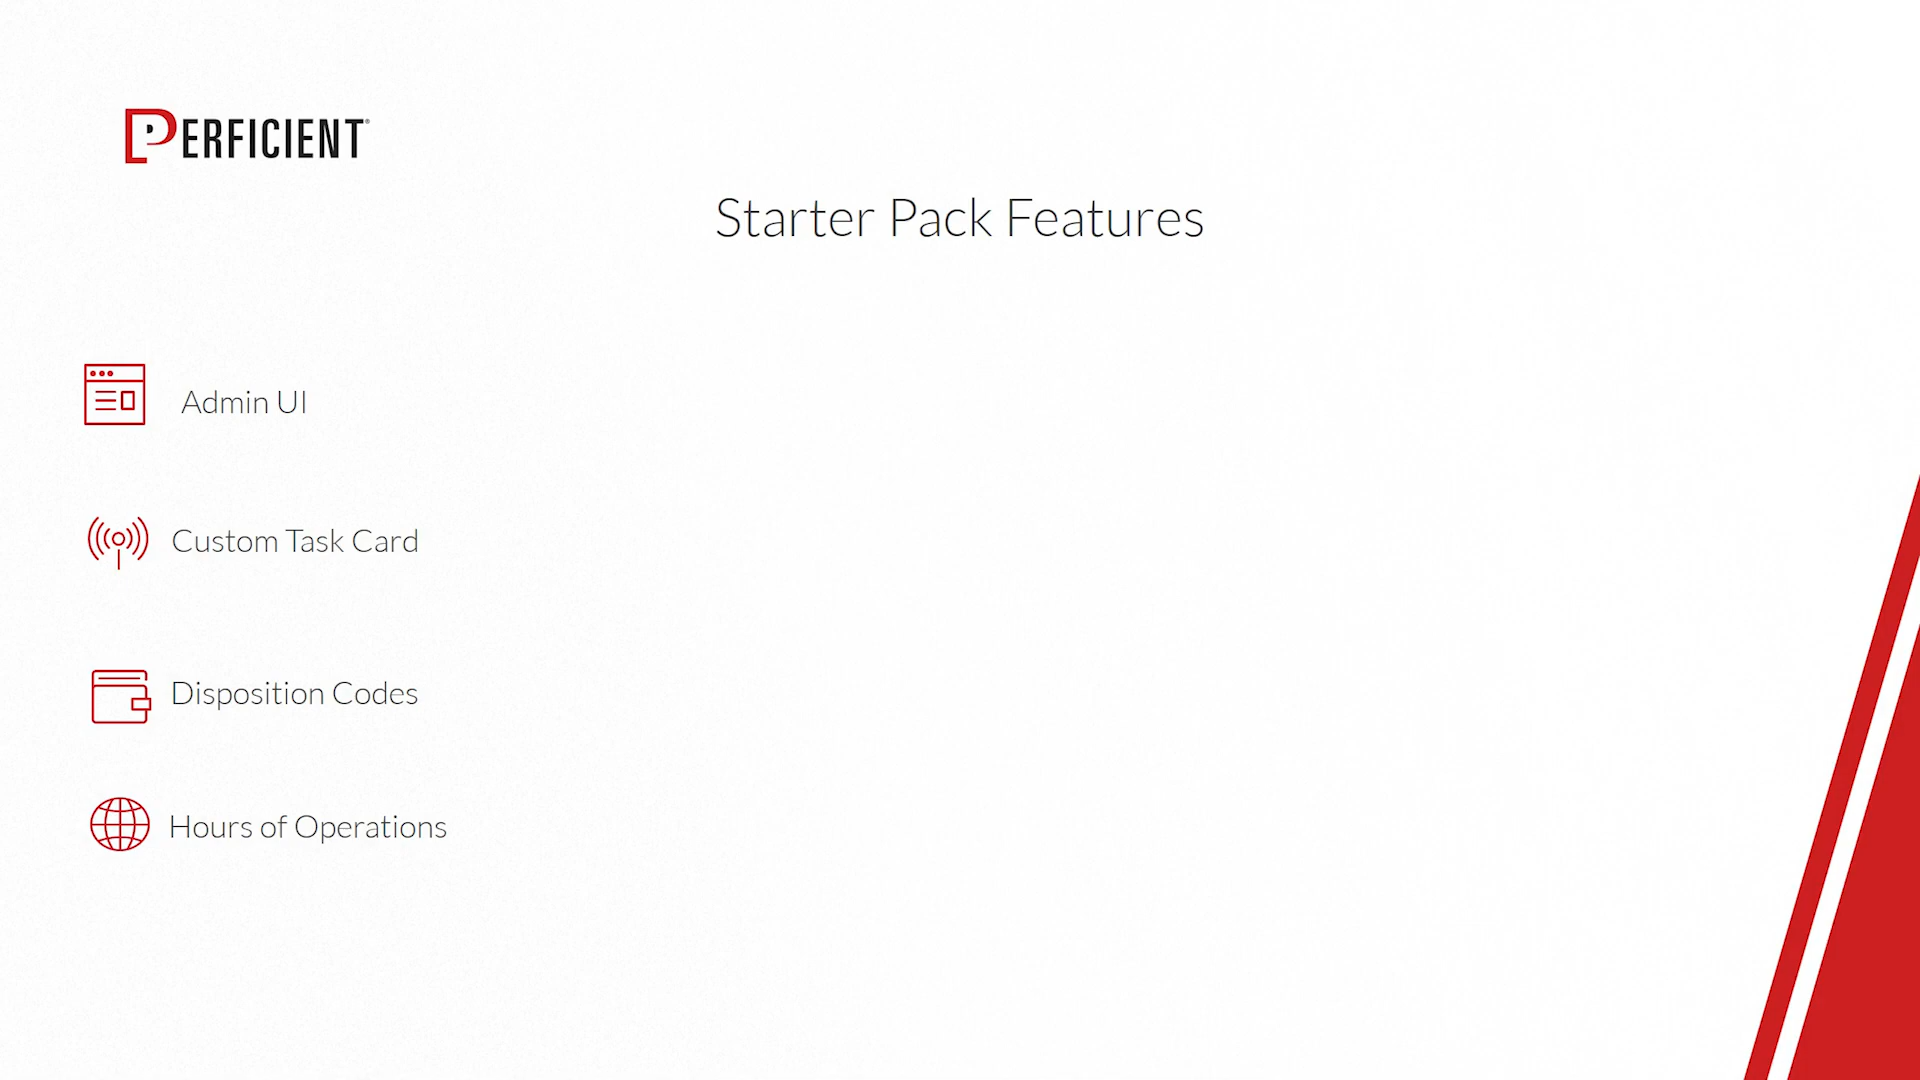 PERFICIENT®
Starter Pack Features
Admin UI
Custom Task Card
Disposition Codes
Hours of Operations